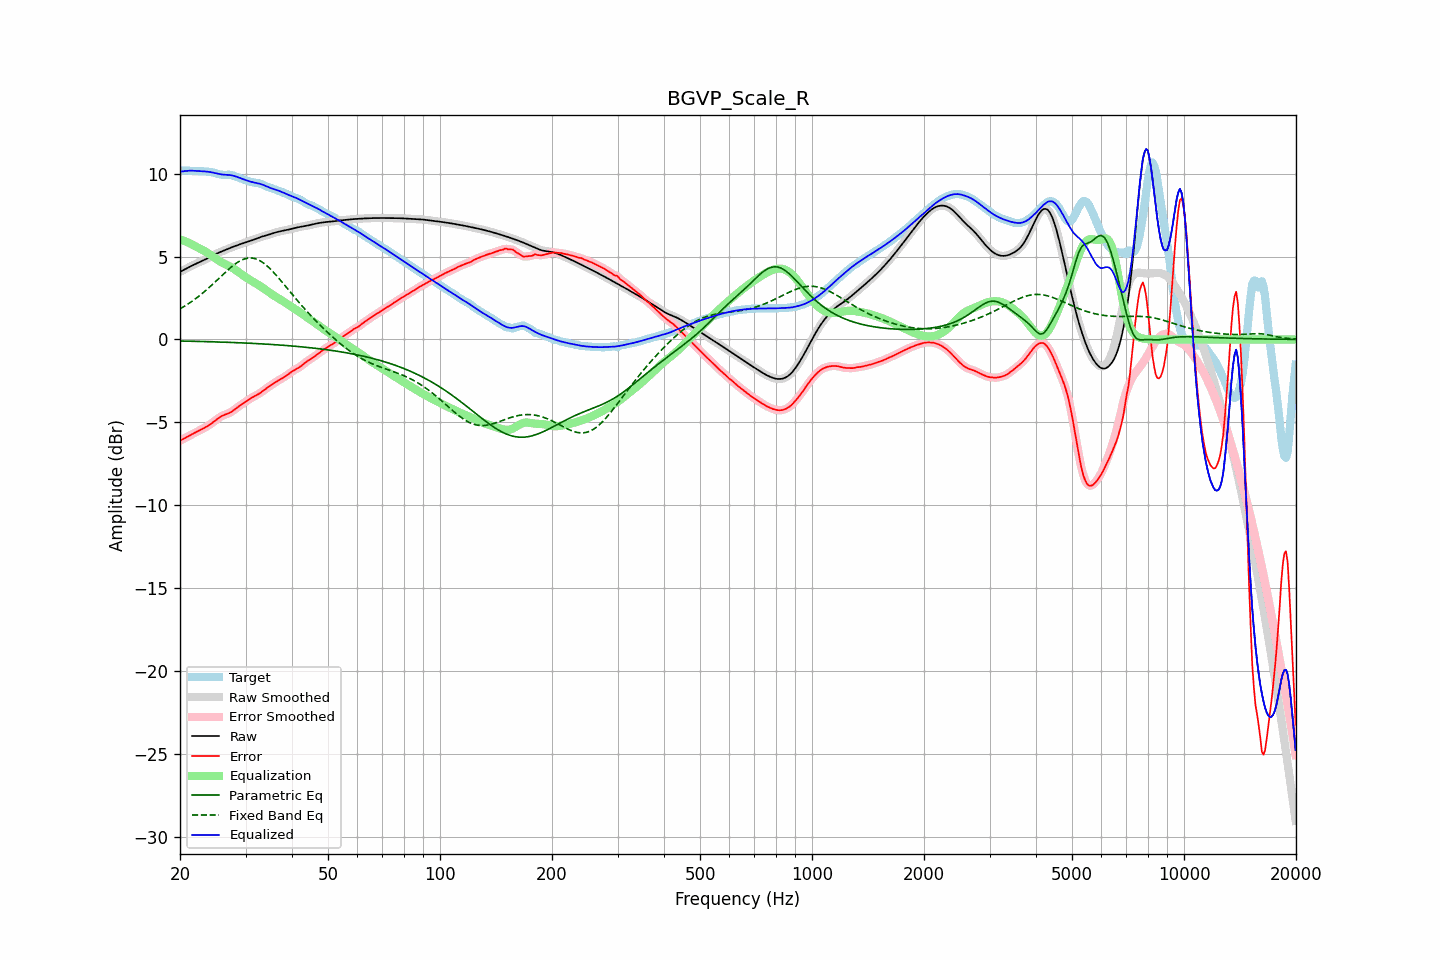 BGVP_Scale_R
10
5
0
−5
−10
−15
−20
−25
−30
Amplitude (dBr)
Target
Raw Smoothed
Error Smoothed
Raw
Error
Equalization
Parametric Eq
Fixed Band Eq
Equalized
20 50 100 200 500 1000 2000 5000 10000 20000
Frequency (Hz)